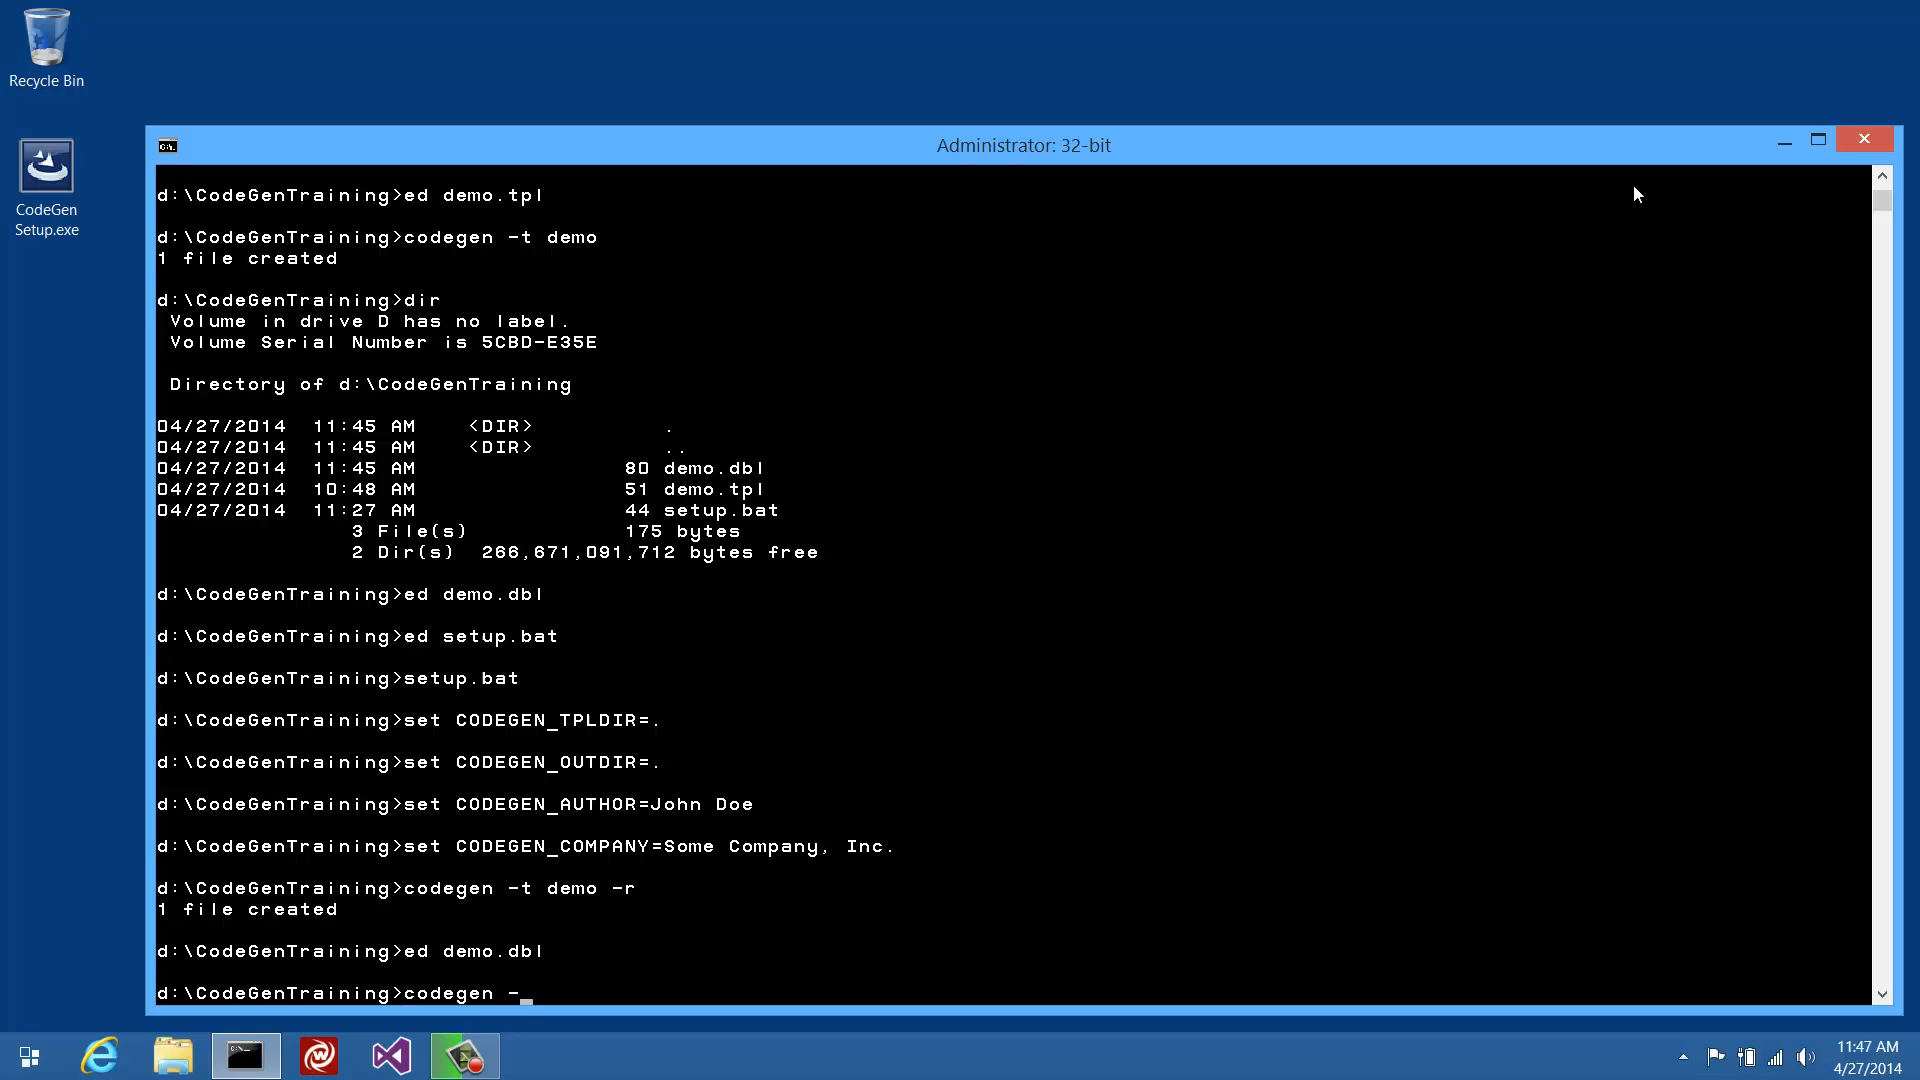 Recycle Bin
CodeGen
Setup.exe
Administrator: 32-bit
d:\CodeGenTraining>ed demo.tpl
d:\CodeGenTraining>codegen -t demo
1 file created
d:\CodeGenTraining>dir
Volume in drive D has no label.
Volume Serial Number is 5CBD-E35E
Directory of d:\CodeGenTraining
04/27/2014 11:45 AM <DIR> .
04/27/2014 11:45 AM <DIR> ..
04/27/2014 11:45 AM 80 demo.dbl
04/27/2014 10:48 AM 51 demo.tpl
04/27/2014 11:27 AM 44 setup.bat
3 File(s) 175 bytes
2 Dir(s) 266,671,091,712 bytes free
d:\CodeGenTraining>ed demo.dbl
d:\CodeGenTraining>ed setup.bat
d:\CodeGenTraining>setup.bat
d:\CodeGenTraining>set CODEGEN_TPLDIR=.
d:\CodeGenTraining>set CODEGEN_OUTDIR=.
d:\CodeGenTraining>set CODEGEN_AUTHOR=John Doe
d:\CodeGenTraining>set CODEGEN_COMPANY=Some Company, Inc.
d:\CodeGenTraining>codegen -t demo -r
1 file created
d:\CodeGenTraining>ed demo.dbl
d:\CodeGenTraining>codegen -_
11:47 AM
4/27/2014